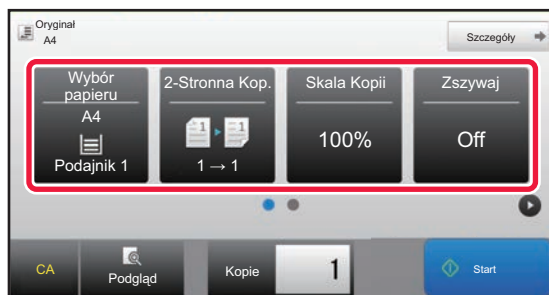 Oryginał
A4
Szczegóły
Wybór
papieru
A4
Podajnik 1
2-Stronna Kop.
1 → 1
Skala Kopii
100%
Zszywaj
Off
CA
Podgląd
Kopie
1
Start